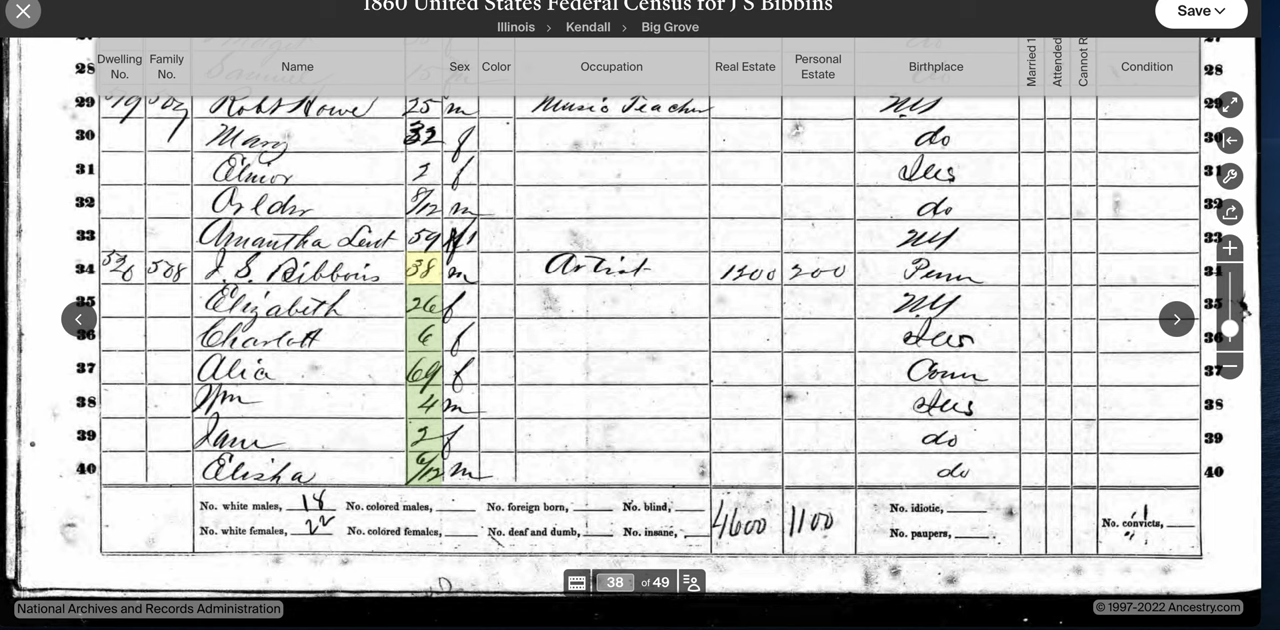 1860 United States Federal Census for J S Bibbins
Illinois > Kendall > Big Grove
Save
Dwelling No. Family No. Name Sex Color Occupation Real Estate Personal Estate Birthplace Married Attended Cannot R Condition
28 28
29 Robt Howe 25 m Music Teacher NY 29
30 Mary 32 f do 30
31 Elinor 2 f Ills 31
32 8/12 m do 32
33 Amantha Lent 59 f 1 NY 33
34 520 508 J. S. Bibbins 38 m Artist 1200 200 Penn 34
35 Elizabeth 26 f NY 35
36 Charlott 6 f Ills 36
37 Alia 69 f Conn 37
38 Wm 4 m Ills 38
39 Jane 2 f do 39
40 Elisha 6/12 m do 40
No. white males, 18 No. colored males, No. foreign born, No. blind, 4600 1100 No. idiotic, No. convicts,
No. white females, 22 No. colored females, No. deaf and dumb, No. insane, No. paupers,
38 of 49
National Archives and Records Administration
© 1997-2022 Ancestry.com